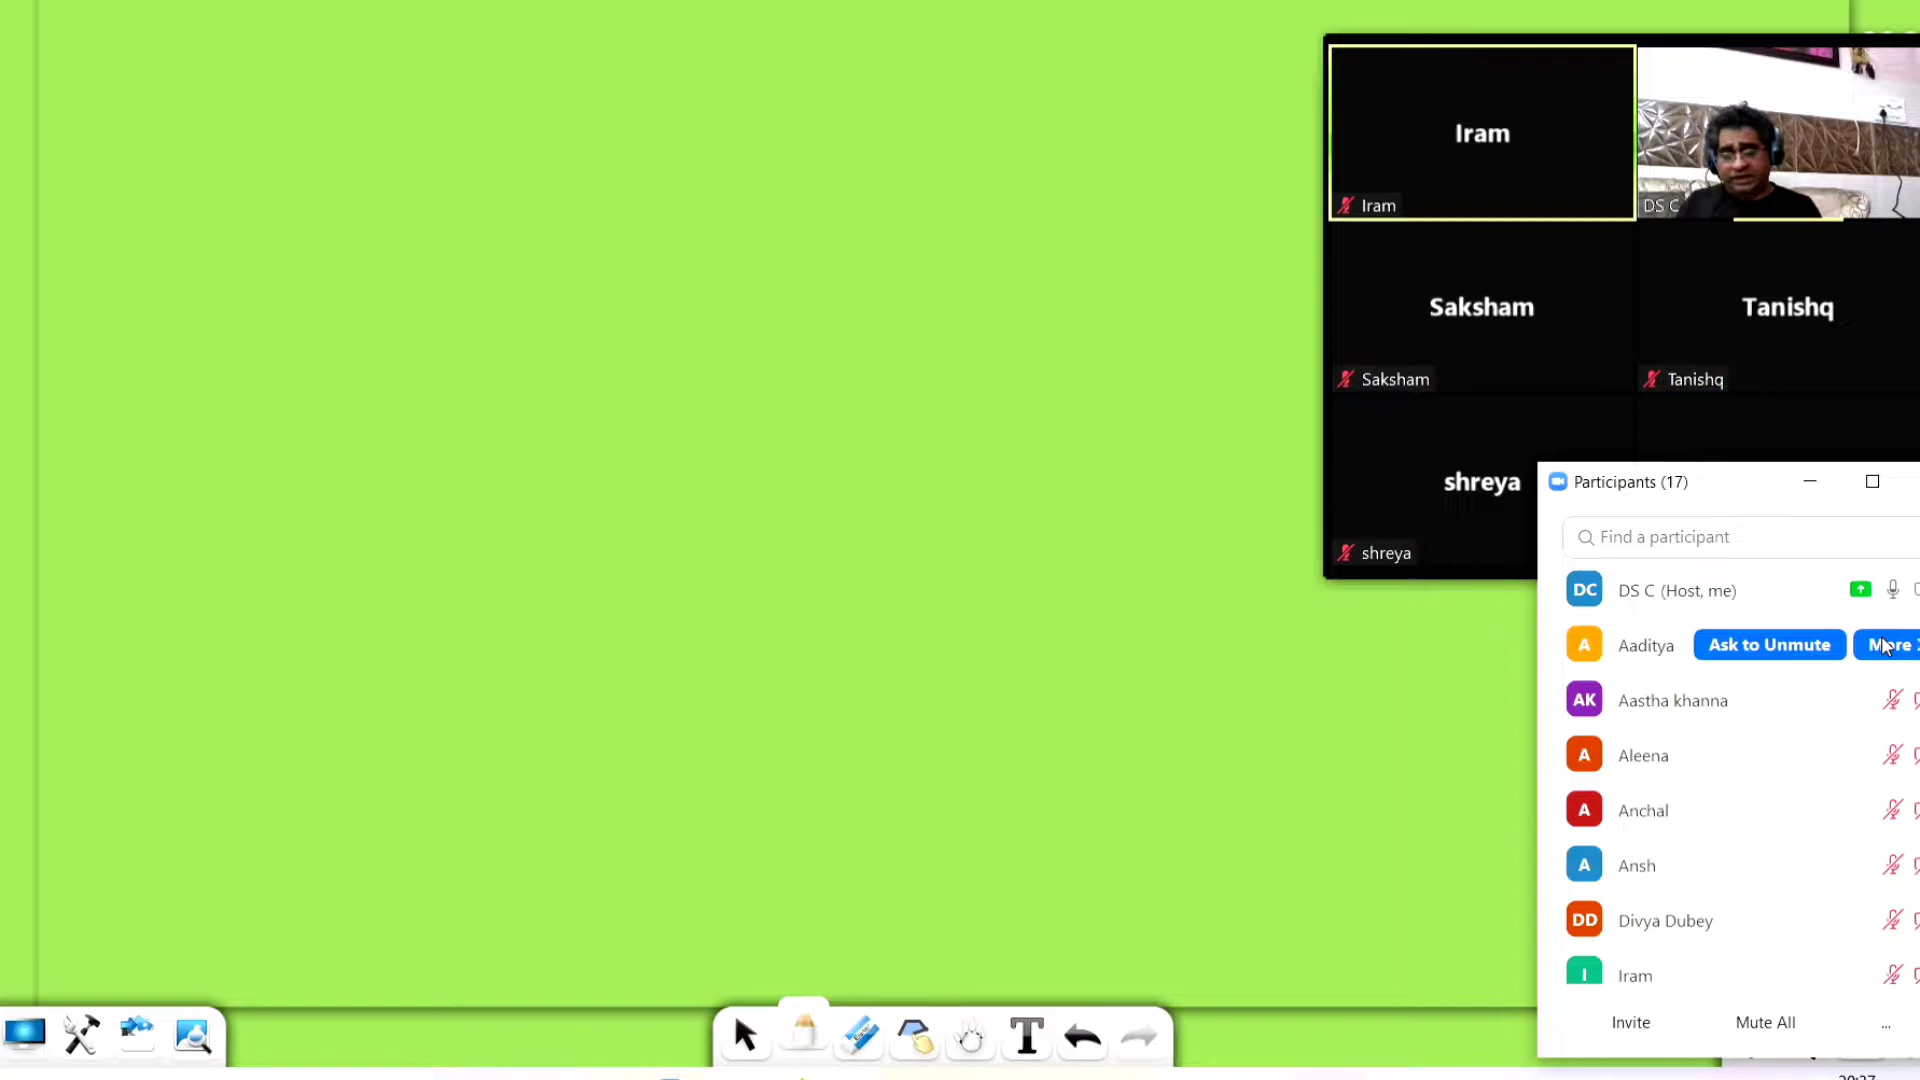 Iram
Iram
DS C
Saksham
Tanishq
Saksham
Tanishq
shreya
shreya
Participants (17)
Find a participant
DC DS C (Host, me)
A Aaditya Ask to Unmute More
AK Aastha khanna
A Aleena
A Anchal
A Ansh
DD Divya Dubey
I Iram
Invite Mute All ...
T